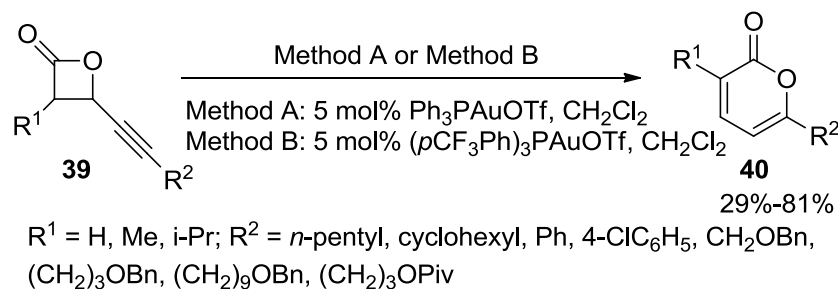 O
O
R¹
R²
39
Method A or Method B
Method A: 5 mol% Ph₃PAuOTf, CH₂Cl₂
Method B: 5 mol% (pCF₃Ph)₃PAuOTf, CH₂Cl₂
O
R¹
O
R²
40
29%-81%
R¹ = H, Me, i-Pr; R² = n-pentyl, cyclohexyl, Ph, 4-ClC₆H₅, CH₂OBn,
(CH₂)₃OBn, (CH₂)₉OBn, (CH₂)₃OPiv